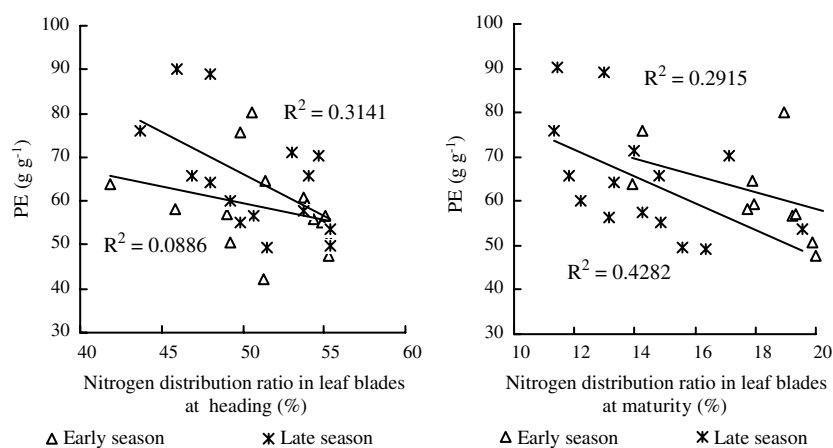 100
90
80
70
60
50
40
30
PE (g g⁻¹)
R² = 0.3141
R² = 0.0886
40 45 50 55 60
Nitrogen distribution ratio in leaf blades
at heading (%)
△ Early season ж Late season
100
90
80
70
60
50
40
30
PE (g g⁻¹)
R² = 0.2915
R² = 0.4282
10 12 14 16 18 20
Nitrogen distribution ratio in leaf blades
at maturity (%)
△ Early season ж Late season